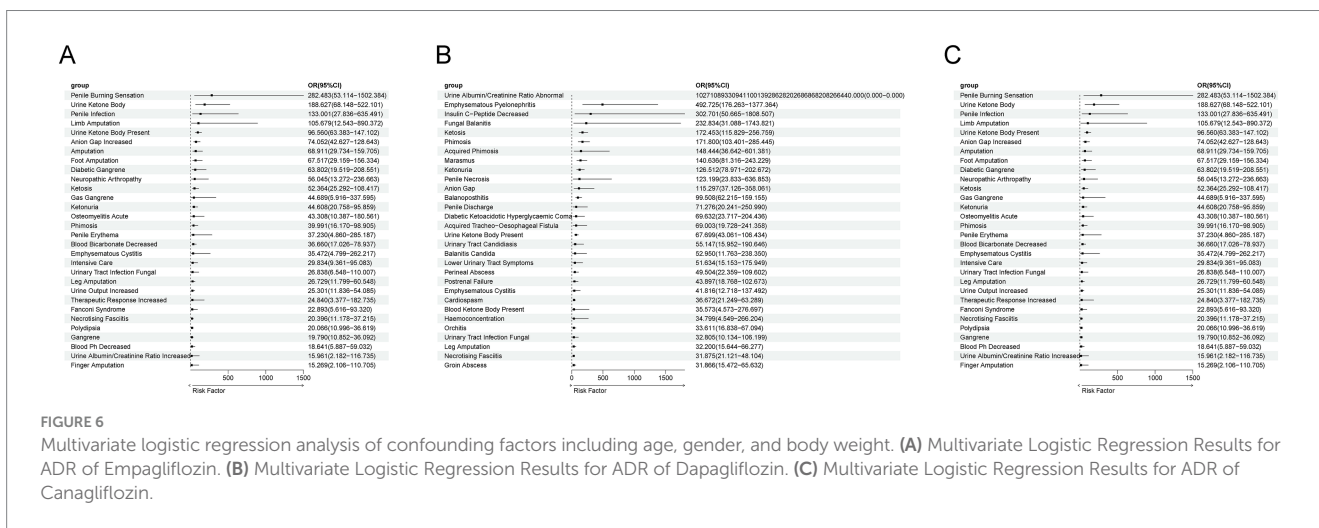 A
group OR(95%CI)
Penile Burning Sensation 282.483(53.114−1502.384)
Urine Ketone Body 188.627(68.148−522.101)
Penile Infection 133.001(27.836−635.491)
Limb Amputation 105.679(12.543−890.372)
Urine Ketone Body Present 96.560(63.383−147.102)
Anion Gap Increased 74.052(42.627−128.643)
Amputation 68.911(29.734−159.705)
Foot Amputation 67.517(29.159−156.334)
Diabetic Gangrene 63.802(19.519−208.551)
Neuropathic Arthropathy 56.045(13.272−236.663)
Ketosis 52.364(25.292−108.417)
Gas Gangrene 44.689(5.916−337.595)
Ketonuria 44.608(20.758−95.859)
Osteomyelitis Acute 43.308(10.387−180.561)
Phimosis 39.991(16.170−98.905)
Penile Erythema 37.230(4.860−285.187)
Blood Bicarbonate Decreased 36.660(17.026−78.937)
Emphysematous Cystitis 35.472(4.799−262.217)
Intensive Care 29.834(9.361−95.083)
Urinary Tract Infection Fungal 26.838(6.548−110.007)
Leg Amputation 26.729(11.799−60.548)
Urine Output Increased 25.301(11.836−54.085)
Therapeutic Response Increased 24.840(3.377−182.735)
Fanconi Syndrome 22.893(5.616−93.320)
Necrotising Fasciitis 20.396(11.178−37.215)
Polydipsia 20.066(10.996−36.619)
Gangrene 19.790(10.852−36.092)
Blood Ph Decreased 18.641(5.887−59.032)
Urine Albumin/Creatinine Ratio Increased 15.961(2.182−116.735)
Finger Amputation 15.269(2.106−110.705)
500 1000 1500
Risk Factor
B
group OR(95%CI)
Urine Albumin/Creatinine Ratio Abnormal
Emphysematous Pyelonephritis 492.725(176.263−1377.364)
Insulin C−Peptide Decreased 302.701(50.665−1808.507)
Fungal Balanitis 232.834(31.088−1743.821)
Ketosis 172.453(115.829−256.759)
Phimosis 171.800(103.401−285.445)
Acquired Phimosis 148.444(36.642−601.381)
Marasmus 140.636(81.316−243.229)
Ketonuria 126.512(78.971−202.672)
Penile Necrosis 123.199(23.833−636.853)
Anion Gap 115.297(37.126−358.061)
Balanoposthitis 99.508(62.215−159.155)
Penile Discharge 71.276(20.241−250.990)
Diabetic Ketoacidotic Hyperglycaemic Coma 69.632(23.717−204.436)
Acquired Tracheo−Oesophageal Fistula 69.003(19.728−241.358)
Urine Ketone Body Present 67.699(43.061−106.434)
Urinary Tract Candidiasis 55.147(15.952−190.646)
Balanitis Candida 52.950(11.763−238.350)
Lower Urinary Tract Symptoms 51.634(15.153−175.949)
Perineal Abscess 49.504(22.359−109.602)
Postrenal Failure 43.897(18.768−102.673)
Emphysematous Cystitis 41.816(12.718−137.492)
Cardiospasm 36.672(21.249−63.289)
Blood Ketone Body Present 35.573(4.573−276.697)
Haemoconcentration 34.799(4.549−266.204)
Orchitis 33.611(16.838−67.094)
Urinary Tract Infection Fungal 32.805(10.134−106.199)
Leg Amputation 32.200(15.644−66.277)
Necrotising Fasciitis 31.875(21.121−48.104)
Groin Abscess 31.866(15.472−65.632)
0 500 1000 1500
Risk Factor
C
group OR(95%CI)
Penile Burning Sensation 282.483(53.114−1502.384)
Urine Ketone Body 188.627(68.148−522.101)
Penile Infection 133.001(27.836−635.491)
Limb Amputation 105.679(12.543−890.372)
Urine Ketone Body Present 96.560(63.383−147.102)
Anion Gap Increased 74.052(42.627−128.643)
Amputation 68.911(29.734−159.705)
Foot Amputation 67.517(29.159−156.334)
Diabetic Gangrene 63.802(19.519−208.551)
Neuropathic Arthropathy 56.045(13.272−236.663)
Ketosis 52.364(25.292−108.417)
Gas Gangrene 44.689(5.916−337.595)
Ketonuria 44.608(20.758−95.859)
Osteomyelitis Acute 43.308(10.387−180.561)
Phimosis 39.991(16.170−98.905)
Penile Erythema 37.230(4.860−285.187)
Blood Bicarbonate Decreased 36.660(17.026−78.937)
Emphysematous Cystitis 35.472(4.799−262.217)
Intensive Care 29.834(9.361−95.083)
Urinary Tract Infection Fungal 26.838(6.548−110.007)
Leg Amputation 26.729(11.799−60.548)
Urine Output Increased 25.301(11.836−54.085)
Therapeutic Response Increased 24.840(3.377−182.735)
Fanconi Syndrome 22.893(5.616−93.320)
Necrotising Fasciitis 20.396(11.178−37.215)
Polydipsia 20.066(10.996−36.619)
Gangrene 19.790(10.852−36.092)
Blood Ph Decreased 18.641(5.887−59.032)
Urine Albumin/Creatinine Ratio Increased 15.961(2.182−116.735)
Finger Amputation 15.269(2.106−110.705)
500 1000 1500
Risk Factor
FIGURE 6
Multivariate logistic regression analysis of confounding factors including age, gender, and body weight. (A) Multivariate Logistic Regression Results for
ADR of Empagliflozin. (B) Multivariate Logistic Regression Results for ADR of Dapagliflozin. (C) Multivariate Logistic Regression Results for ADR of
Canagliflozin.